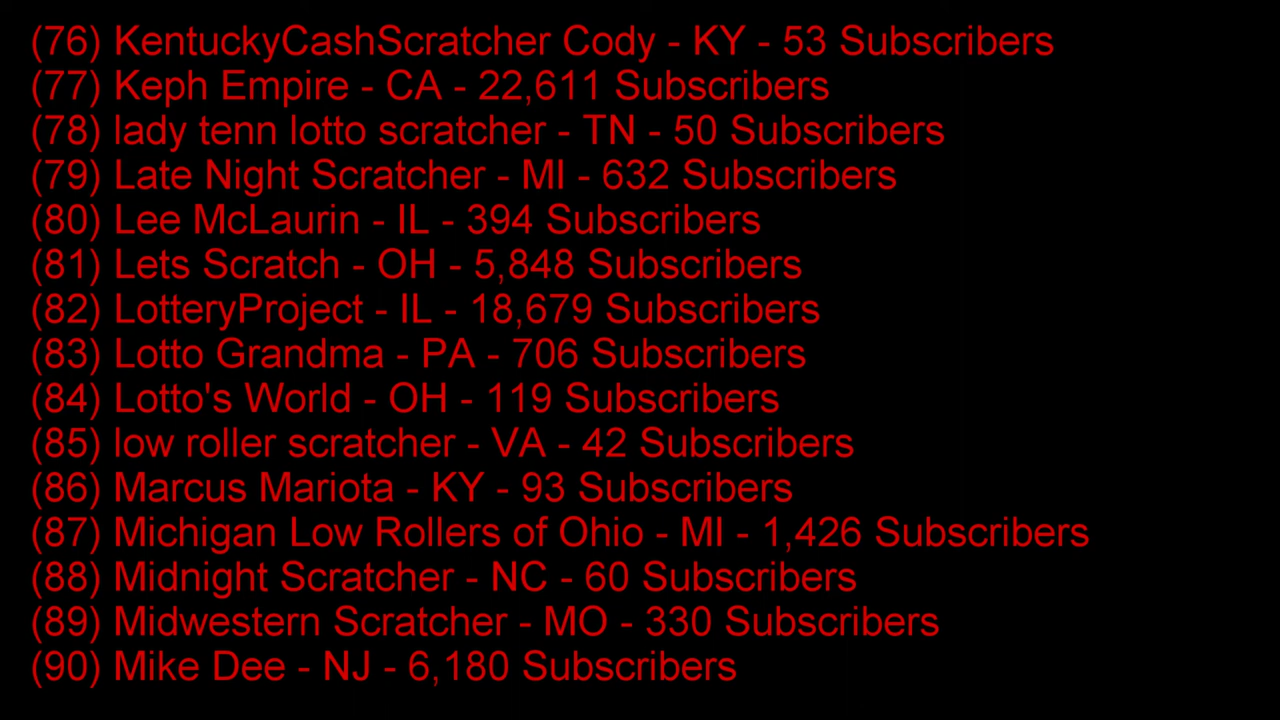 (76) KentuckyCashScratcher Cody - KY - 53 Subscribers
(77) Keph Empire - CA - 22,611 Subscribers
(78) lady tenn lotto scratcher - TN - 50 Subscribers
(79) Late Night Scratcher - MI - 632 Subscribers
(80) Lee McLaurin - IL - 394 Subscribers
(81) Lets Scratch - OH - 5,848 Subscribers
(82) LotteryProject - IL - 18,679 Subscribers
(83) Lotto Grandma - PA - 706 Subscribers
(84) Lotto's World - OH - 119 Subscribers
(85) low roller scratcher - VA - 42 Subscribers
(86) Marcus Mariota - KY - 93 Subscribers
(87) Michigan Low Rollers of Ohio - MI - 1,426 Subscribers
(88) Midnight Scratcher - NC - 60 Subscribers
(89) Midwestern Scratcher - MO - 330 Subscribers
(90) Mike Dee - NJ - 6,180 Subscribers